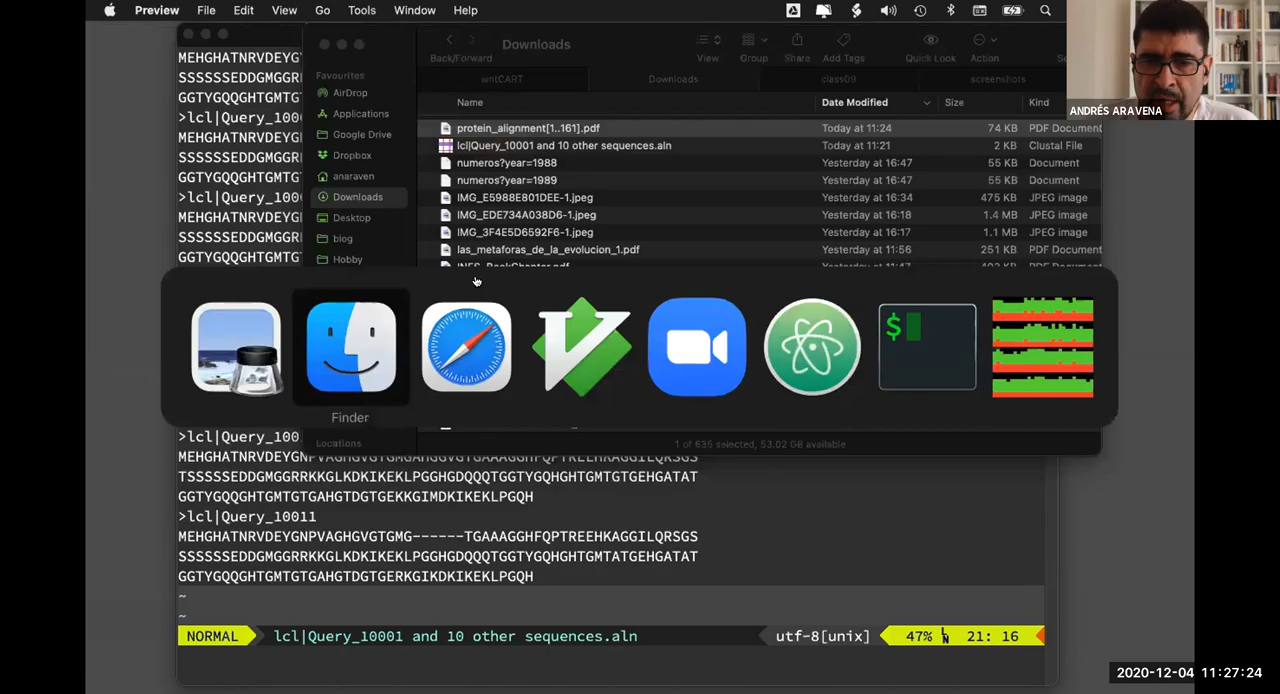 Preview File Edit View Go Tools Window Help
Downloads
Back/Forward View Group Share Add Tags Quick Look Action
wntCART Downloads class09 screenshots
Name Date Modified Size Kind
Favourites
AirDrop
Applications
Google Drive
Dropbox
anaraven
Downloads
Desktop
blog
Hobby
Locations
protein_alignment[1..161].pdf Today at 11:24 74 KB PDF Document
lcl|Query_10001 and 10 other sequences.aln Today at 11:21 2 KB Clustal File
numeros?year=1988 Yesterday at 16:47 55 KB Document
numeros?year=1989 Yesterday at 16:47 55 KB Document
IMG_E5988E801DEE-1.jpeg Yesterday at 16:34 475 KB JPEG image
IMG_EDE734A038D6-1.jpeg Yesterday at 16:18 1.4 MB JPEG image
IMG_3F4E5D6592F6-1.jpeg Yesterday at 16:17 1.1 MB JPEG image
las_metaforas_de_la_evolucion_1.pdf Yesterday at 11:56 251 KB PDF Document
1 of 635 selected, 53.02 GB available
ANDRÉS ARAVENA
MEHGHATNRVDEYG
SSSSSSEDDGMGGR
GGTYGQQGHTGMTG
>lcl|Query_100
MEHGHATNRVDEYG
SSSSSSEDDGMGGR
GGTYGQQGHTGMTG
>lcl|Query_100
MEHGHATNRVDEYG
SSSSSSEDDGMGGR
GGTYGQQGHTGMTG
$
Finder
>lcl|Query_100
MEHGHATNRVDEYGNPVAGHGVGTGMGAHGGVGTGAAAGGHFQPTREEHKAGGILQRSGS
TSSSSSEDDGMGGRRKKGLKDKIKEKLPGGHGDQQQTGGTYGQHGHTGMTGTGEHGATAT
GGTYGQQGHTGMTGTGAHGTDGTGEKKGIMDKIKEKLPGQH
>lcl|Query_10011
MEHGHATNRVDEYGNPVAGHGVGTGMG------TGAAAGGHFQPTREEHKAGGILQRSGS
SSSSSSEDDGMGGRRKKGLKDKIKEKLPGGHGDQQQTGGTYGQHGHTGMTATGEHGATAT
GGTYGQQGHTGMTGTGAHGTDGTGERKGIKDKIKEKLPGQH
~
~
NORMAL lcl|Query_10001 and 10 other sequences.aln utf-8[unix] 47% 21: 16
2020-12-04 11:27:24